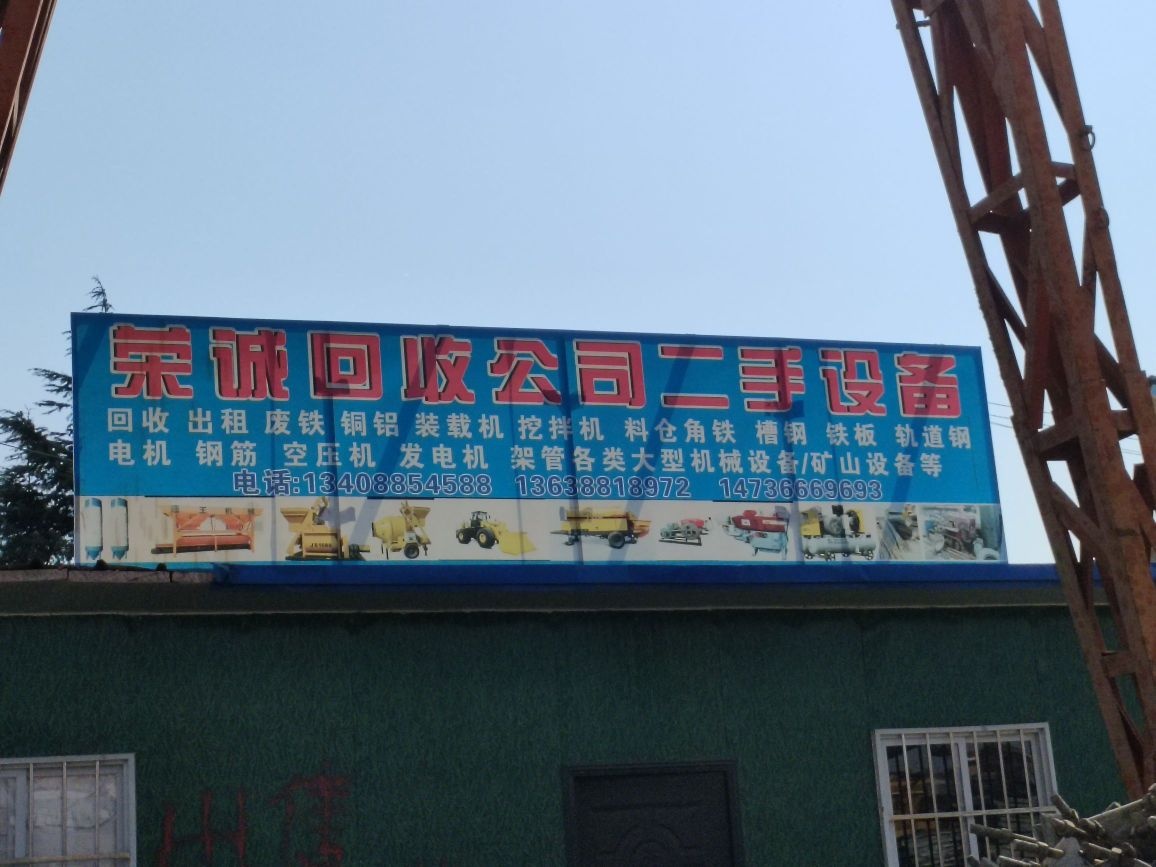 荣诚回收公司二手设备
回收 出租 废铁 铜铝 装载机 挖拌机 料仓角铁 槽钢 铁板 轨道钢
电机 钢筋 空压机 发电机 架管各类大型机械设备/矿山设备等
电话:13408854588 13638818972 14736669693
出售